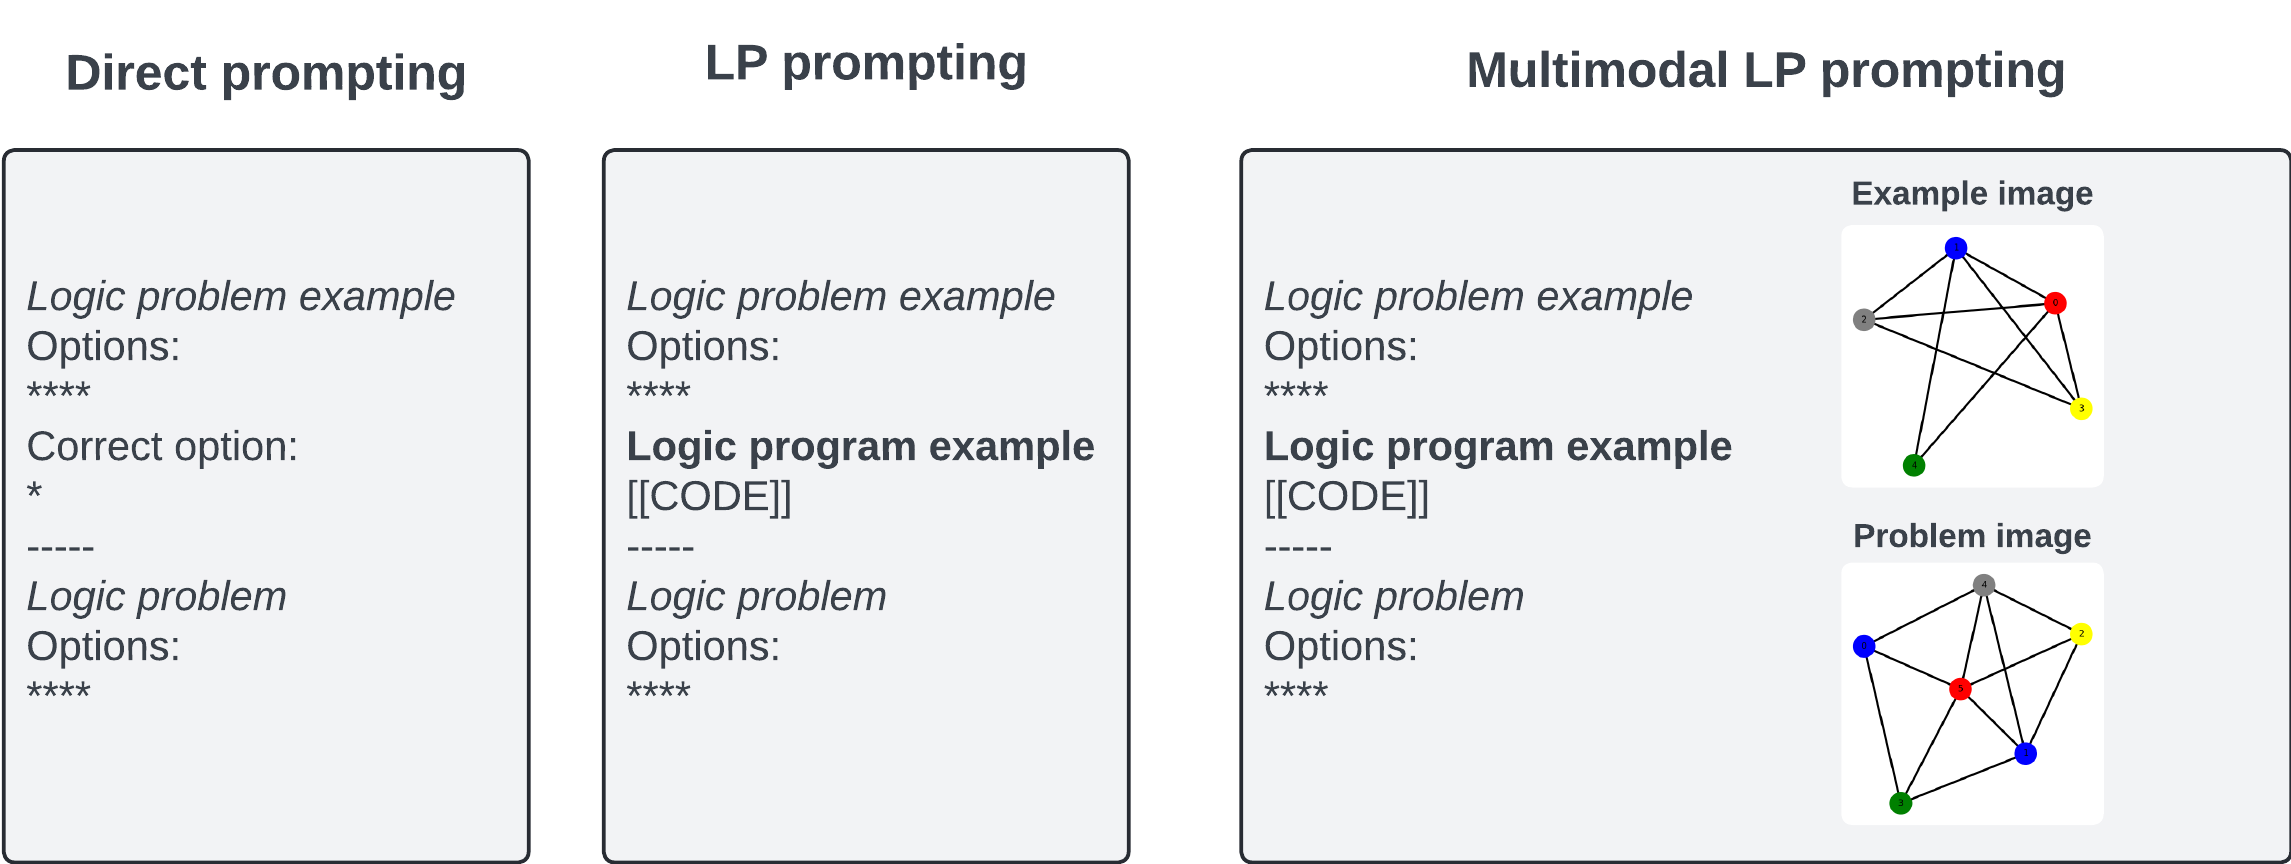 Direct prompting
Logic problem example
Options:
****
Correct option:
*
-----
Logic problem
Options:
****
LP prompting
Logic problem example
Options:
****
Logic program example
[[CODE]]
-----
Logic problem
Options:
****
Multimodal LP prompting
Logic problem example
Options:
****
Logic program example
[[CODE]]
-----
Logic problem
Options:
****
Example image
1
0
2
3
4
Problem image
4
2
0
5
1
3